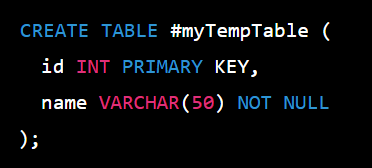 CREATE TABLE #myTempTable (
id INT PRIMARY KEY,
name VARCHAR(50) NOT NULL
);